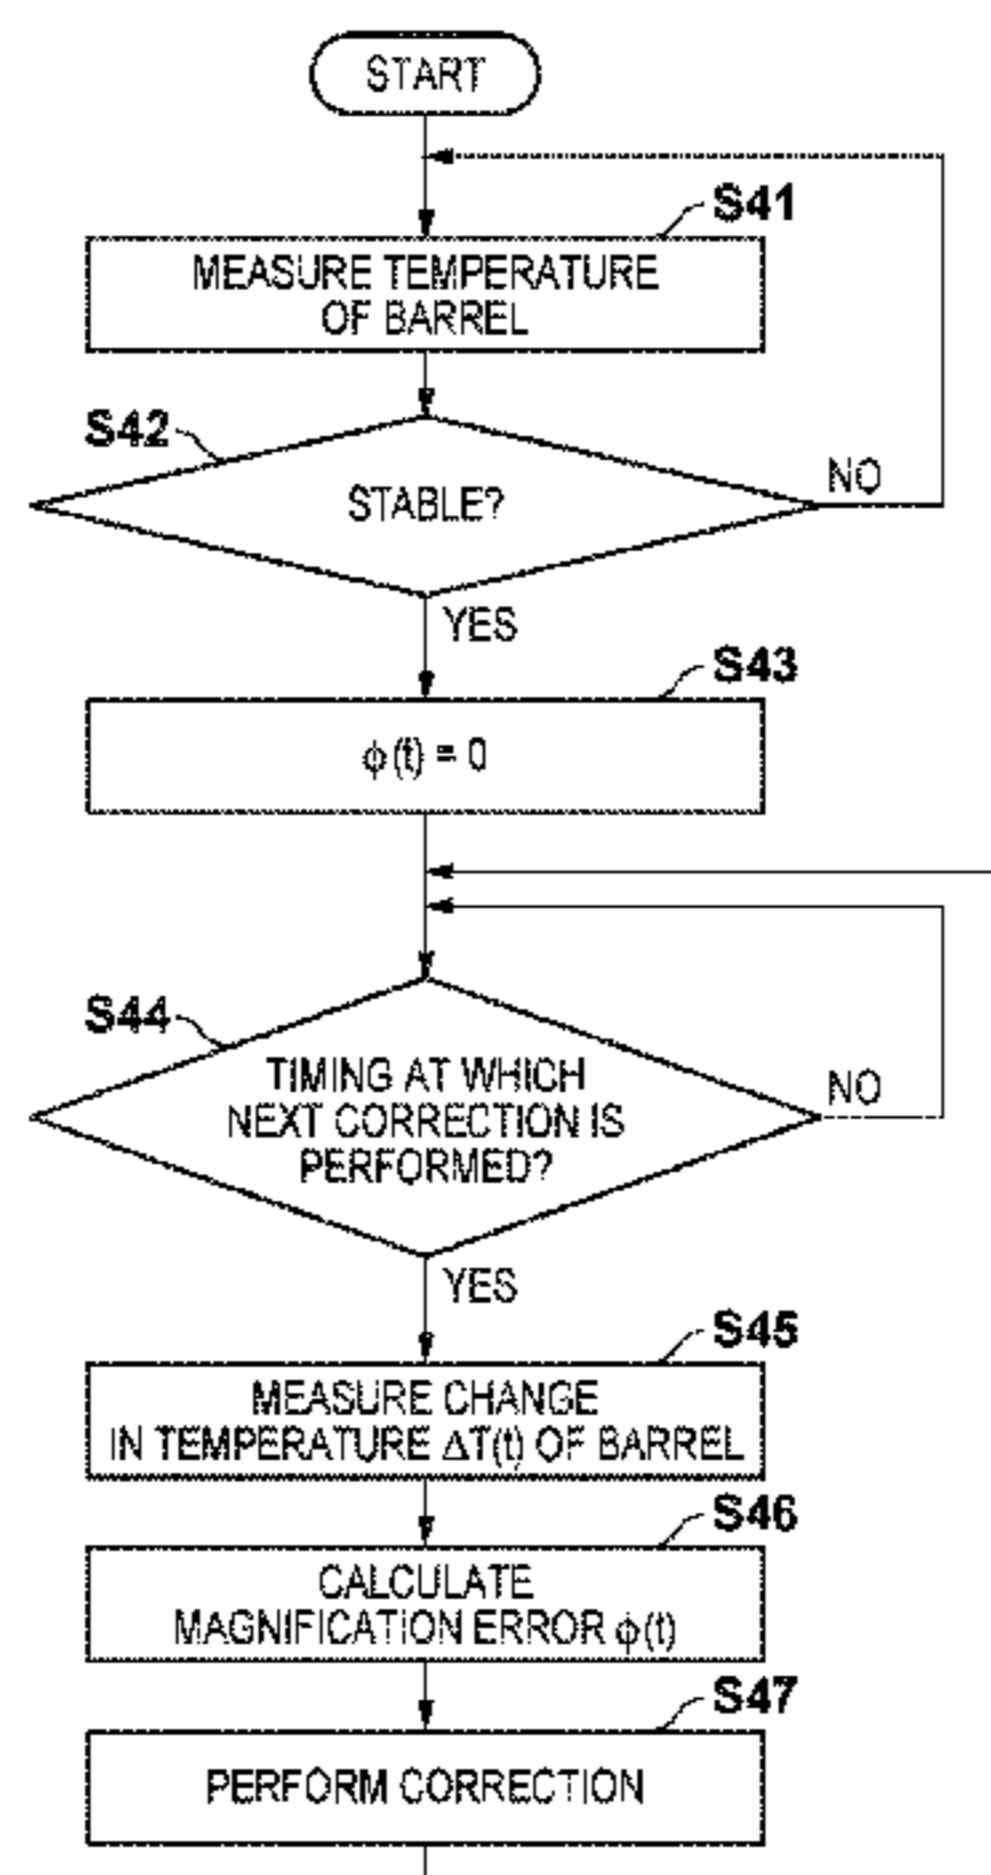 START
S41
MEASURE TEMPERATURE
OF BARREL
S42
STABLE?
NO
YES
S43
ϕ(t) = 0
S44
TIMING AT WHICH
NEXT CORRECTION IS
PERFORMED?
NO
YES
S45
MEASURE CHANGE
IN TEMPERATURE ΔT(t) OF BARREL
S46
CALCULATE
MAGNIFICATION ERROR ϕ(t)
S47
PERFORM CORRECTION